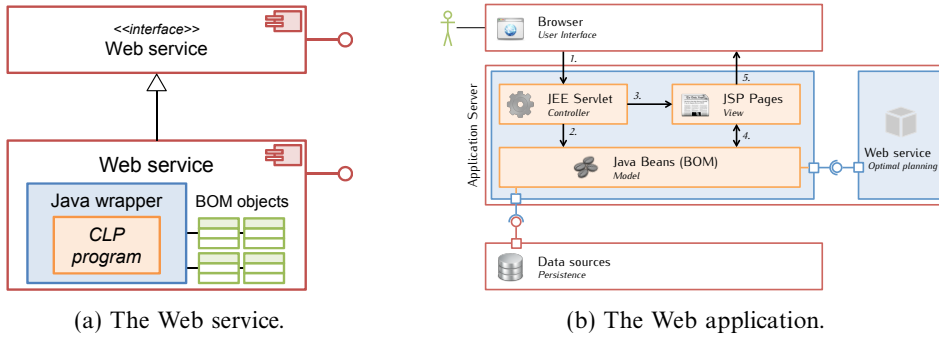 <<interface>>
Web service
Web service
Java wrapper
BOM objects
CLP
program
(a) The Web service.
Browser
User Interface
1.
5.
Application Server
JEE Servlet
Controller
3.
JSP Pages
View
2.
4.
Java Beans (BOM)
Model
Web service
Optimal planning
Data sources
Persistence
(b) The Web application.